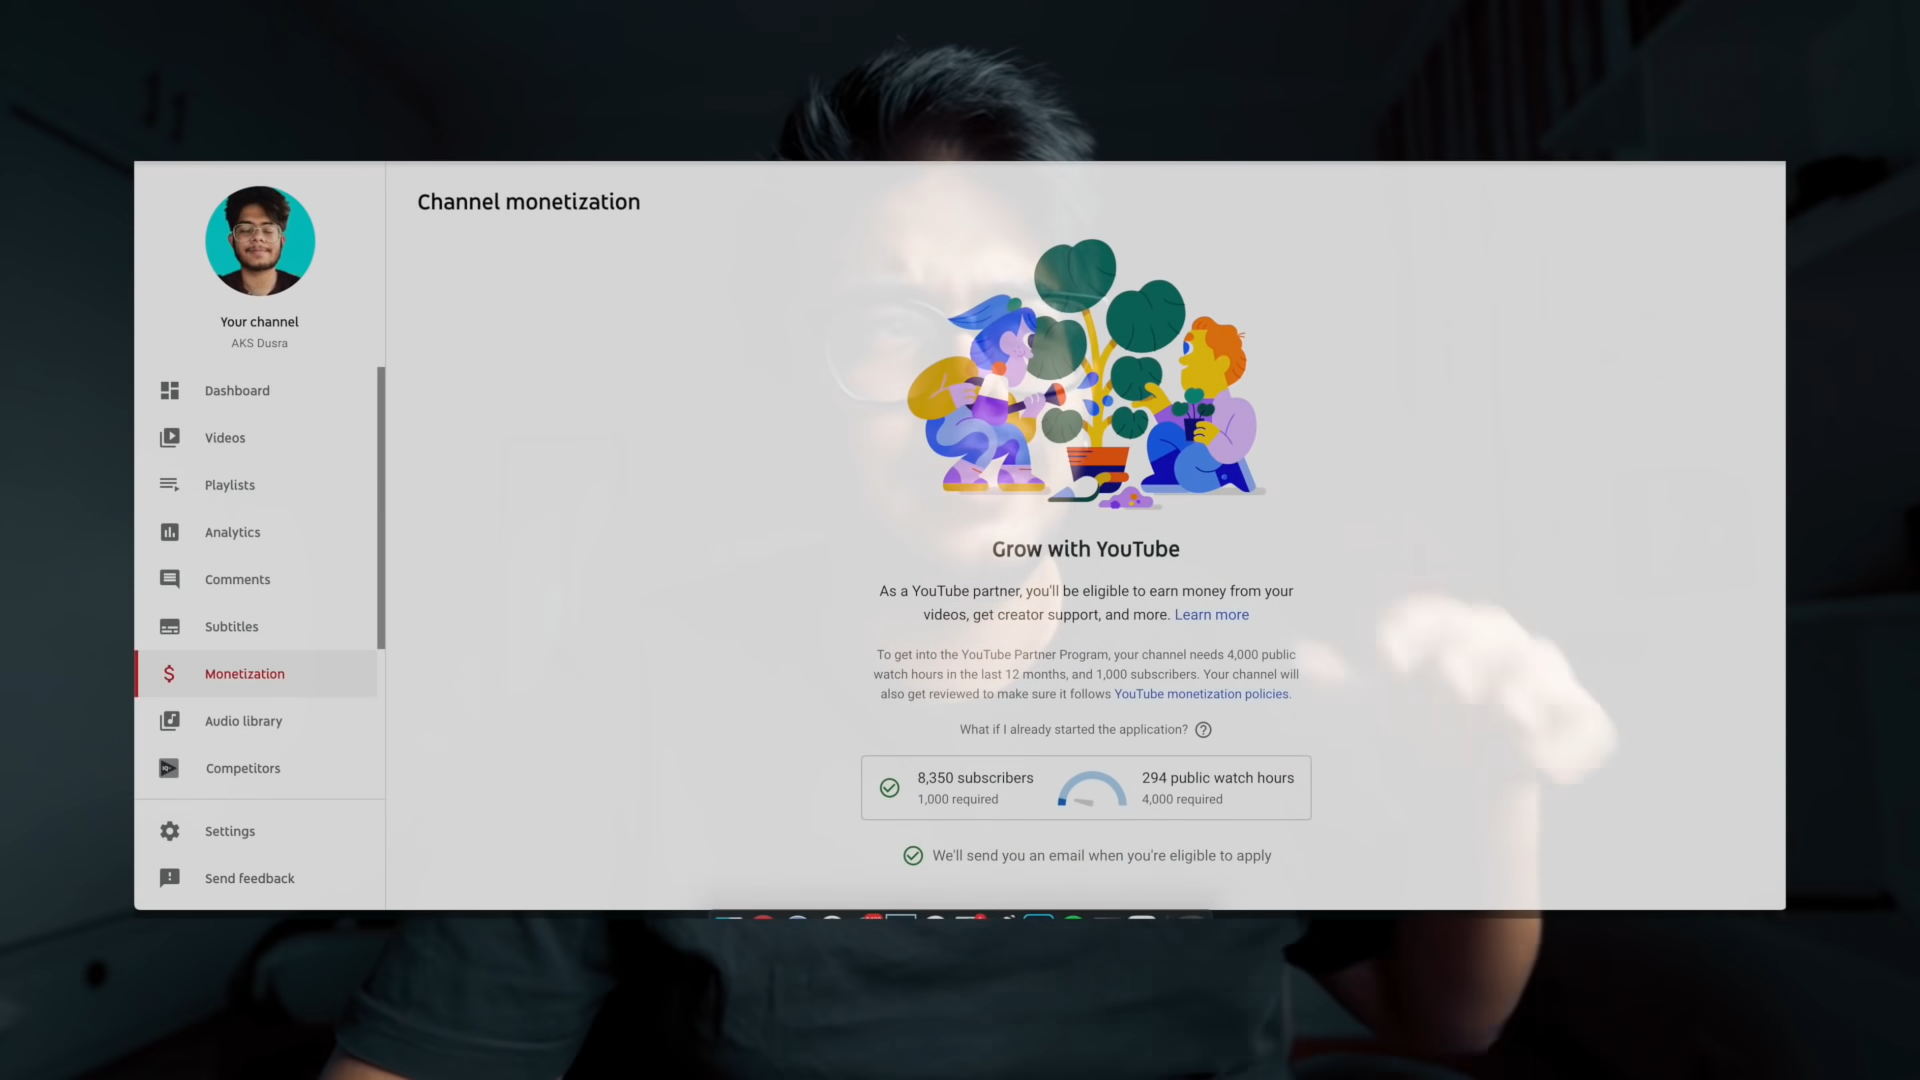 Channel monetization
Your channel
AKS Dusra
Dashboard
Videos
Playlists
Analytics
Comments
Subtitles
Monetization
Audio library
Competitors
Settings
Send feedback
Grow with YouTube
As a YouTube partner, you'll be eligible to earn money from your
videos, get creator support, and more. Learn more
To get into the YouTube Partner Program, your channel needs 4,000 public
watch hours in the last 12 months, and 1,000 subscribers. Your channel will
also get reviewed to make sure it follows YouTube monetization policies.
What if I already started the application?
8,350 subscribers
1,000 required
294 public watch hours
4,000 required
We'll send you an email when you're eligible to apply